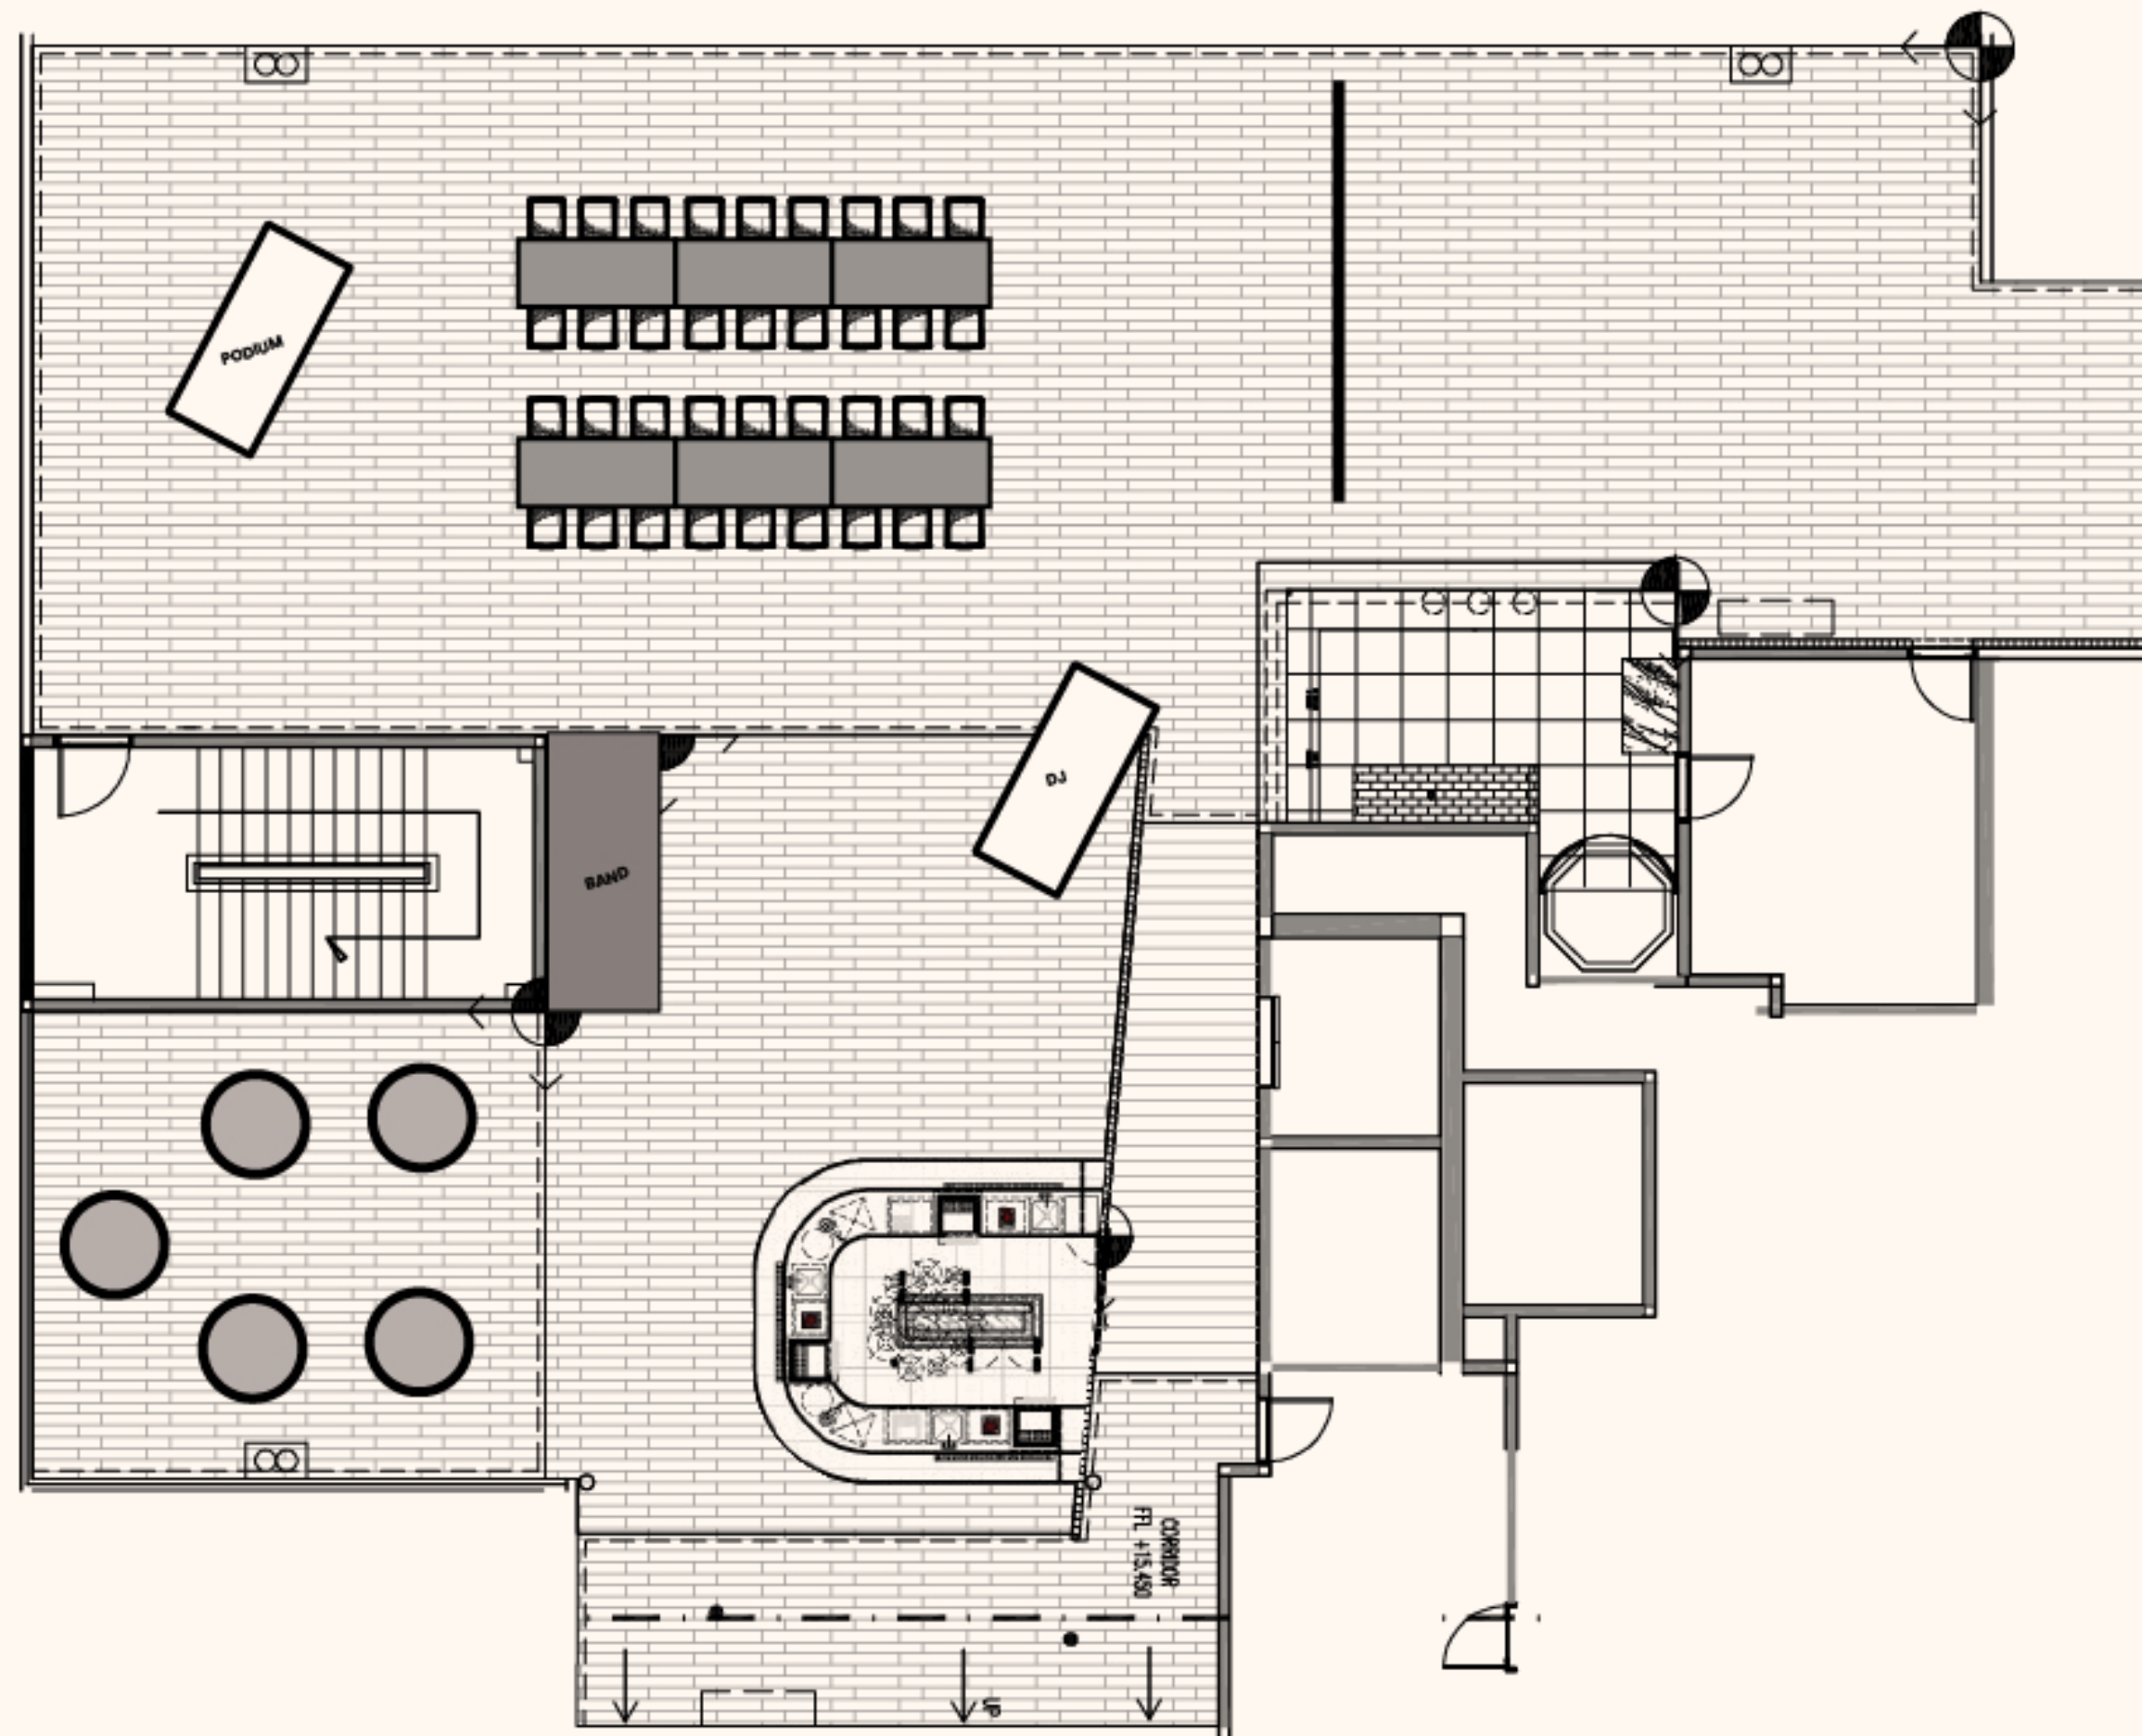 PODIUM
DJ
BAND
CORRIDOR
FFL +15.450
UP